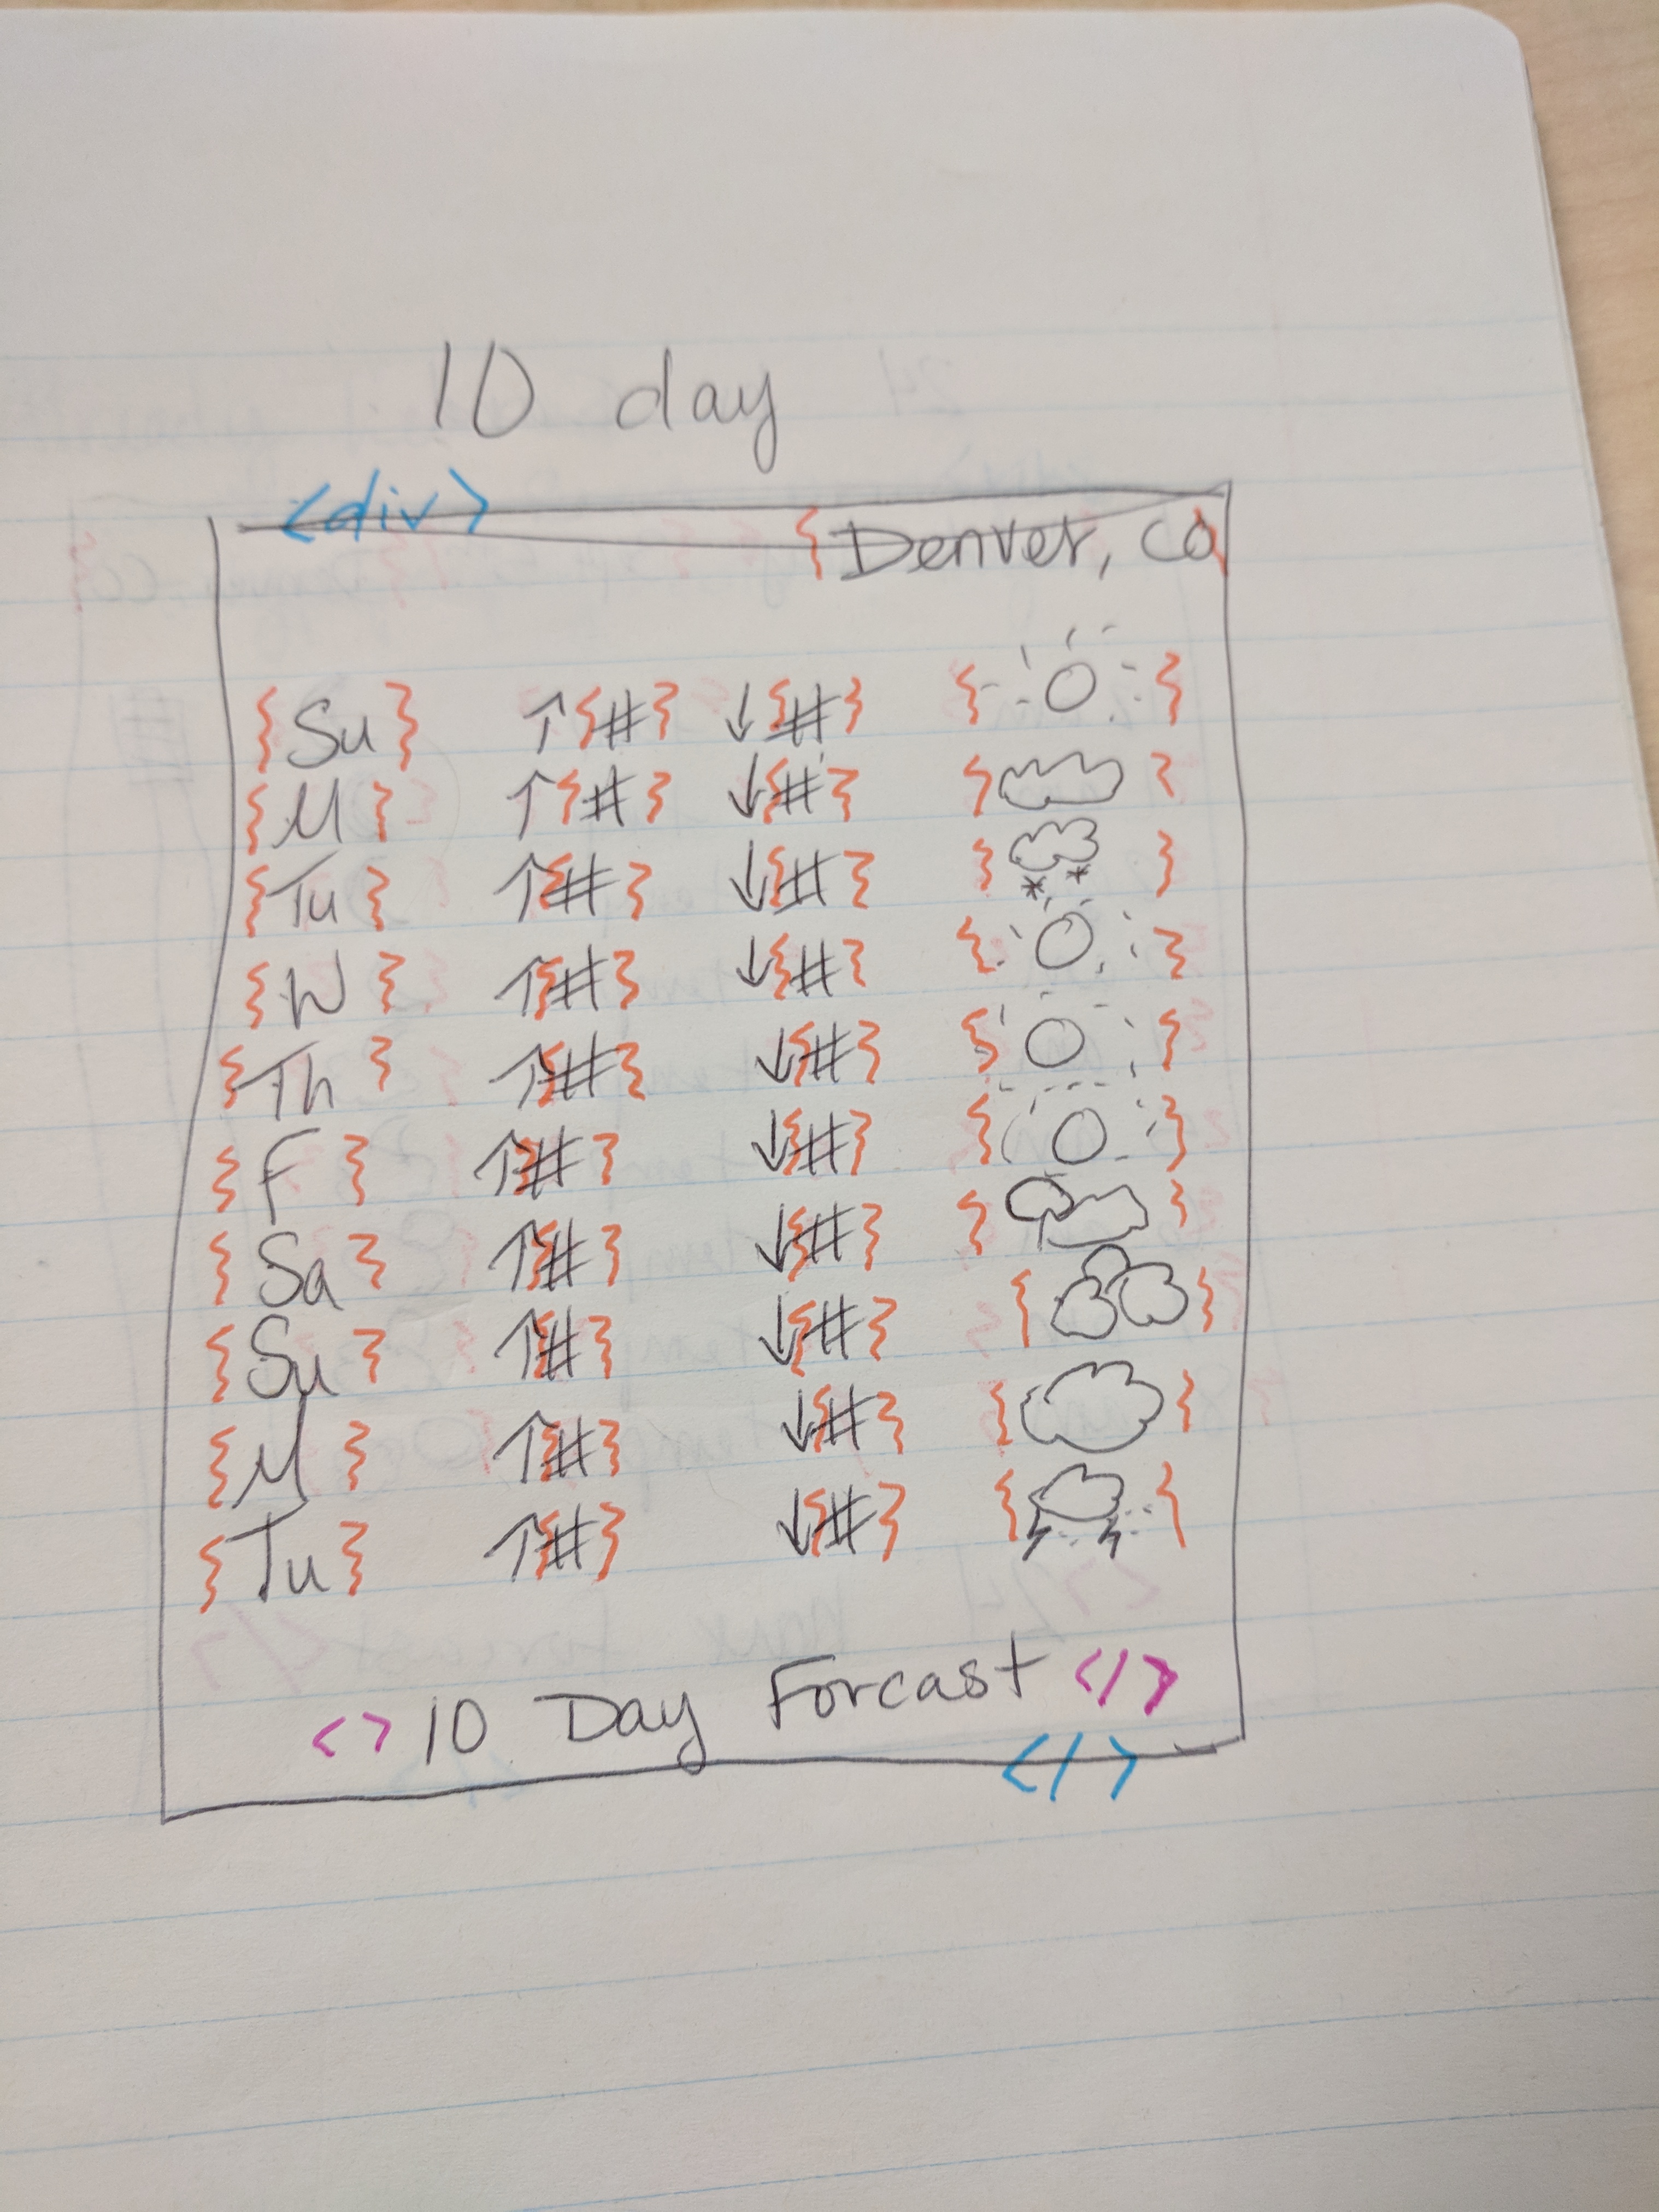 10 day
<div>
{ Denver, CO }
{ Su } ↑ { # } ↓ { # } { }
{ M } ↑ { # } ↓ { # } { }
{ Tu } ↑ { # } ↓ { # } { }
{ W } ↑ { # } ↓ { # } { }
{ Th } ↑ { # } ↓ { # } { }
{ F } ↑ { # } ↓ { # } { }
{ Sa } ↑ { # } ↓ { # } { }
{ Su } ↑ { # } ↓ { # } { }
{ M } ↑ { # } ↓ { # } { }
{ Tu } ↑ { # } ↓ { # } { }
<> 10 Day Forcast </>
</>